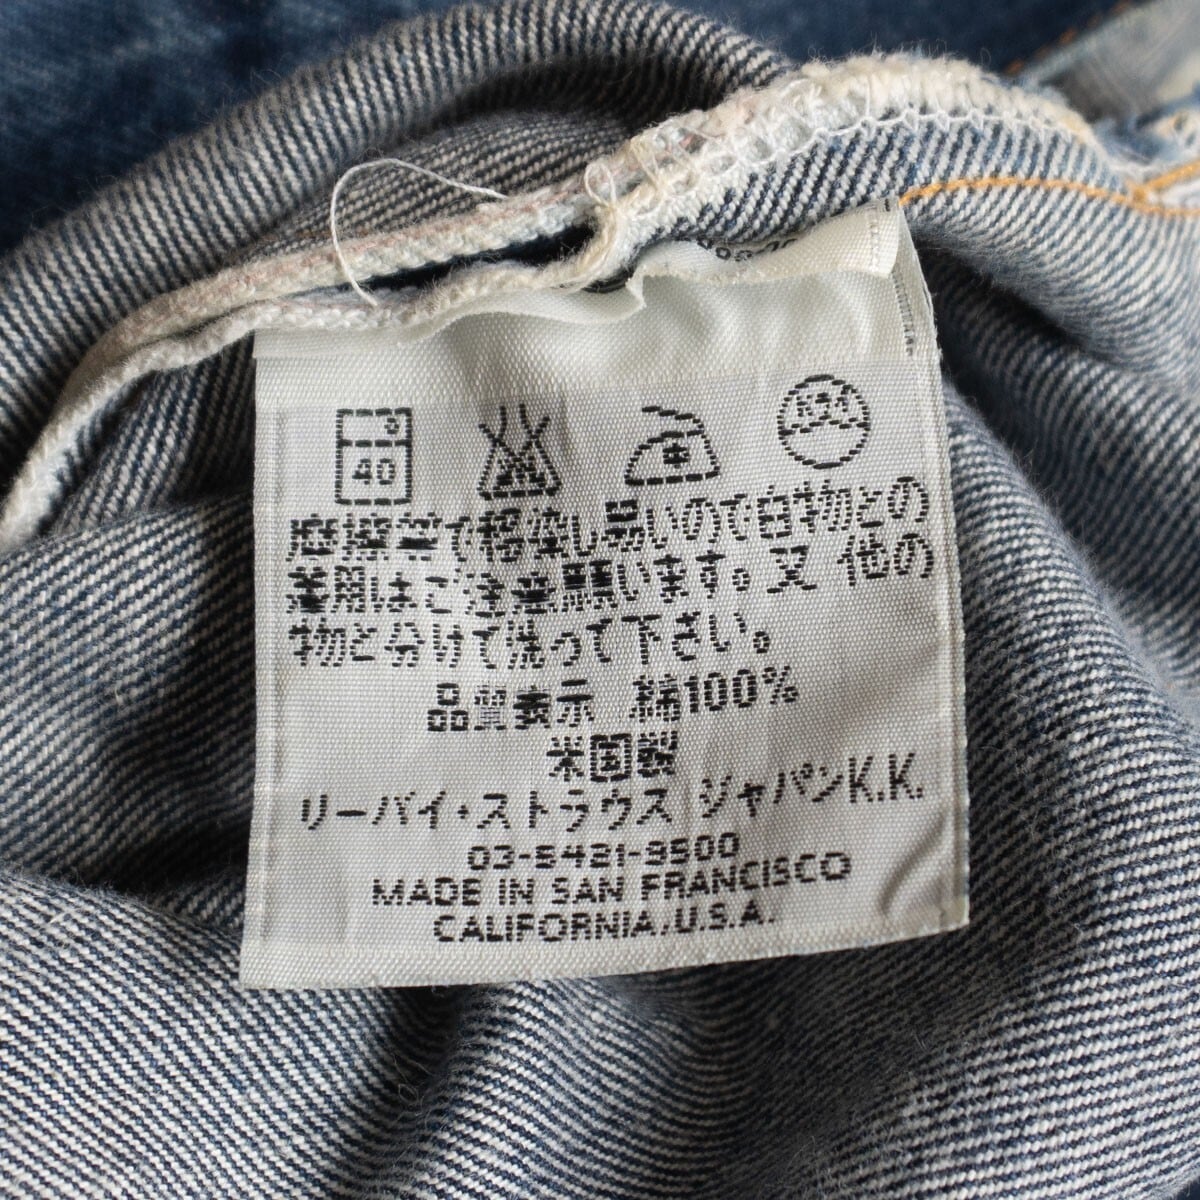 40
感摩等で移染し易いので白物との
着用はご注意願います。又 他の
物と分けて洗って下さい。
品質表示 綿100%
米国製
リーバイ・ストラウス ジャパンK.K.
03-5421-3500
MADE IN SAN FRANCISCO
CALIFORNIA,U.S.A.